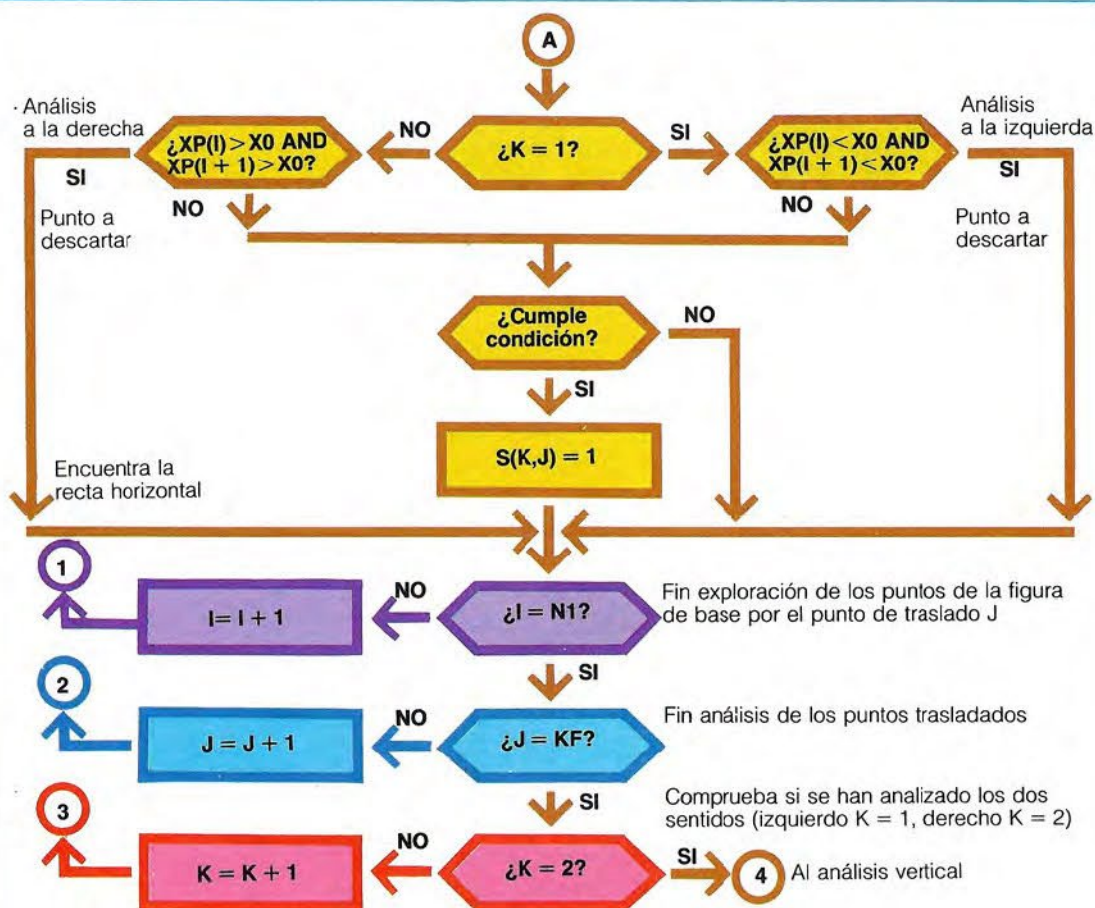 A
· Análisis
a la derecha
¿XP(I) > X0 AND
XP(I + 1) > X0?
NO
¿K = 1?
SI
¿XP(I) < X0 AND
XP(I + 1) < X0?
Análisis
a la izquierda
SI
SI
Punto a
descartar
NO
NO
Punto a
descartar
¿Cumple
condición?
NO
SI
S(K,J) = 1
Encuentra la
recta horizontal
1
I= I + 1
NO
¿I = N1?
Fin exploración de los puntos de la figura
de base por el punto de traslado J
SI
2
J = J + 1
NO
¿J = KF?
Fin análisis de los puntos trasladados
SI
Comprueba si se han analizado los dos
sentidos (izquierdo K = 1, derecho K = 2)
3
K = K + 1
NO
¿K = 2?
SI
4
Al análisis vertical